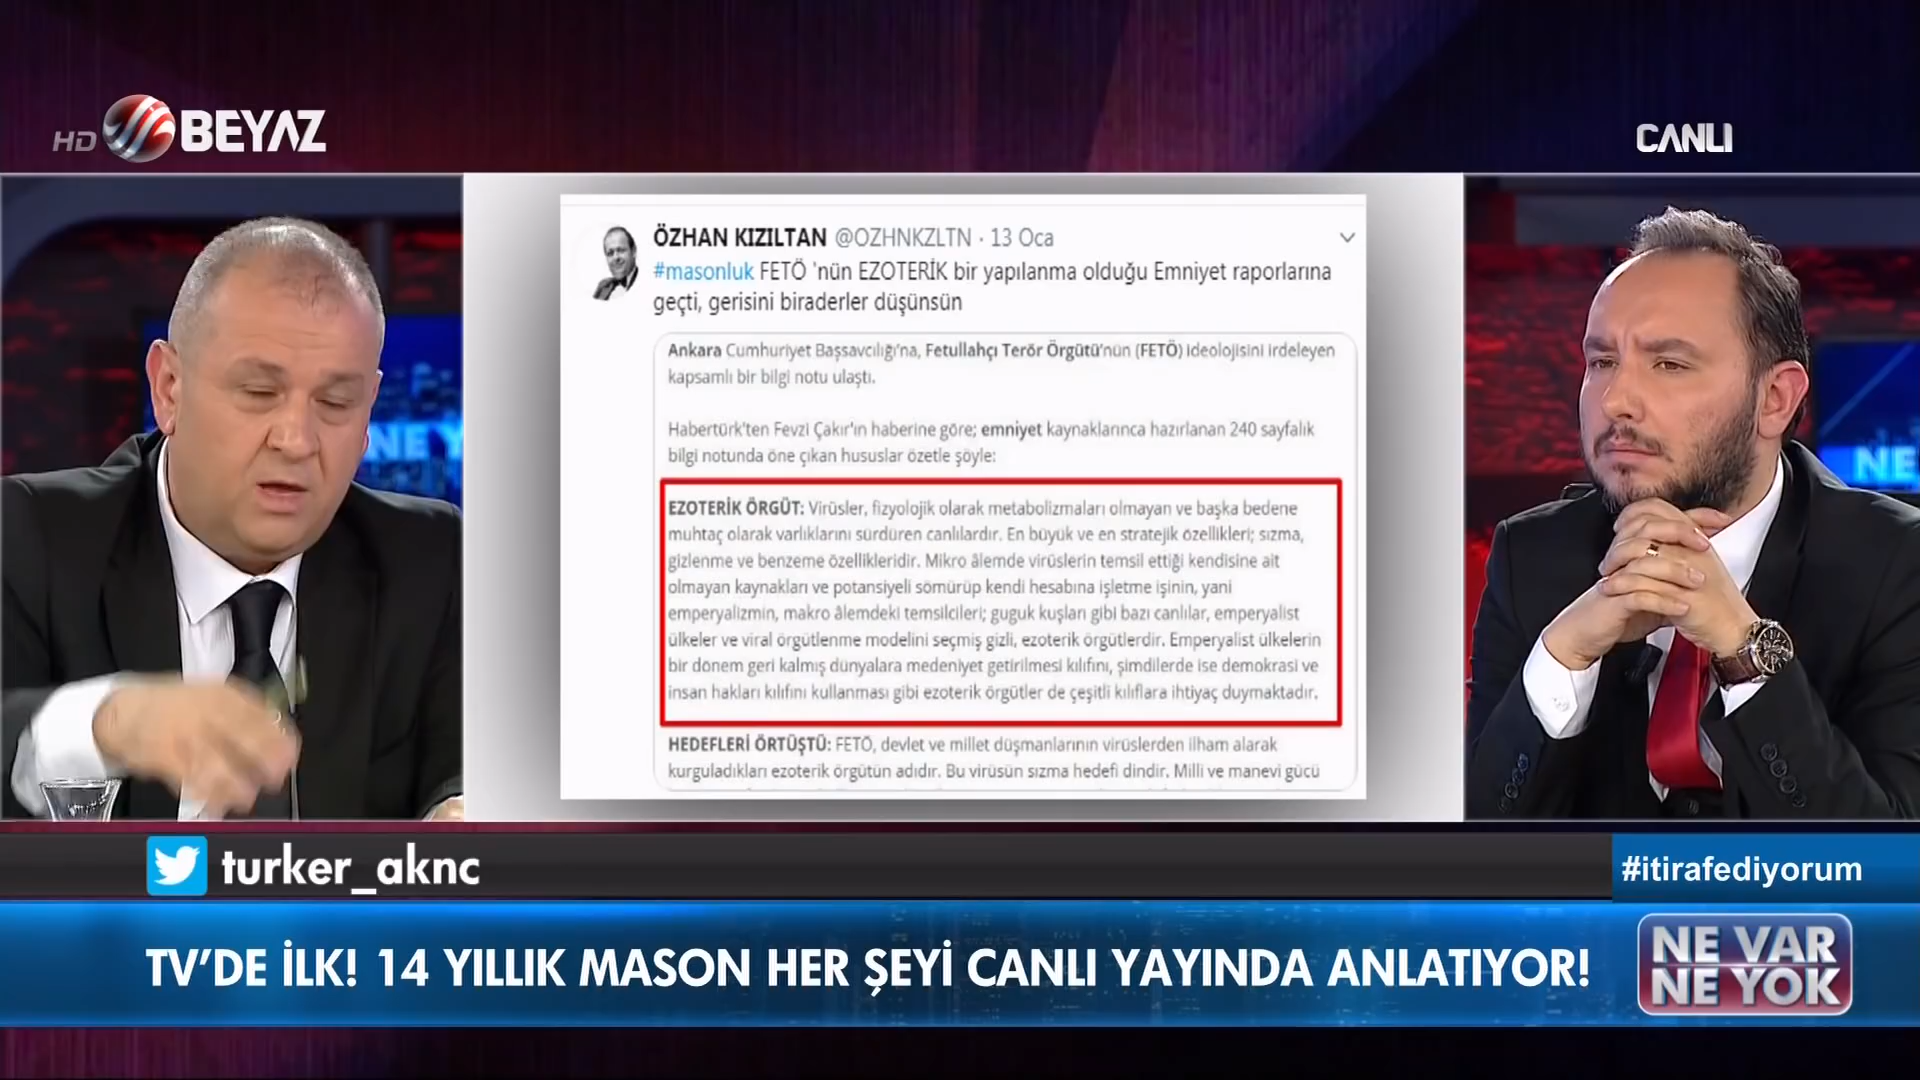 HD BEYAZ
CANLI
ÖZHAN KIZILTAN @OZHNKZLTN · 13 Oca
#masonluk FETÖ 'nün EZOTERİK bir yapılanma olduğu Emniyet raporlarına
geçti, gerisini biraderler düşünsün
Ankara Cumhuriyet Başsavcılığı'na, Fetullahçı Terör Örgütü'nün (FETÖ) ideolojisini irdeleyen
kapsamlı bir bilgi notu ulaştı.
Habertürk'ten Fevzi Çakır'ın haberine göre; emniyet kaynaklarınca hazırlanan 240 sayfalık
bilgi notunda öne çıkan hususlar özetle şöyle:
EZOTERİK ÖRGÜT: Virüsler, fizyolojik olarak metabolizmaları olmayan ve başka bedene
muhtaç olarak varlıklarını sürdüren canlılardır. En büyük ve en stratejik özellikleri; sızma,
gizlenme ve benzeme özellikleridir. Mikro âlemde virüslerin temsil ettiği kendisine ait
olmayan kaynakları ve potansiyeli sömürüp kendi hesabına işletme işinin, yani
emperyalizmin, makro âlemdeki temsilcileri; guguk kuşları gibi bazı canlılar, emperyalist
ülkeler ve viral örgütlenme modelini seçmiş gizli, ezoterik örgütlerdir. Emperyalist ülkelerin
bir dönem geri kalmış dünyalara medeniyet getirilmesi kılıfını, şimdilerde ise demokrasi ve
insan hakları kılıfını kullanması gibi ezoterik örgütler de çeşitli kılıflara ihtiyaç duymaktadır.
HEDEFLERİ ÖRTÜŞTÜ: FETÖ, devlet ve millet düşmanlarının virüslerden ilham alarak
kurguladıkları ezoterik örgütün adıdır. Bu virüsün sızma hedefi dindir. Milli ve manevi gücü
NE Y
NE
turker_aknc
#itirafediyorum
TV'DE İLK! 14 YILLIK MASON HER ŞEYİ CANLI YAYINDA ANLATIYOR!
NE VAR
NE YOK